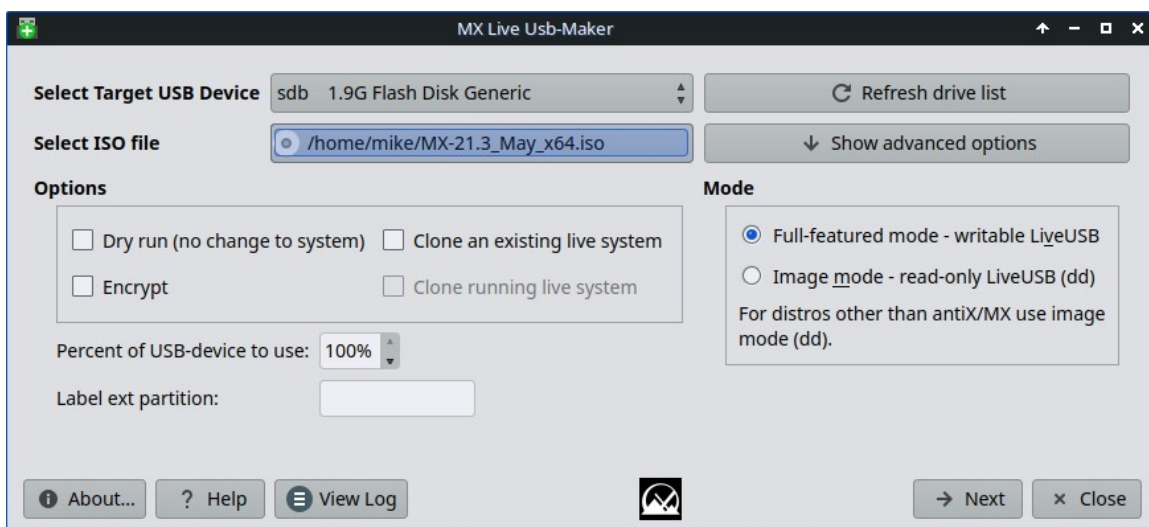 MX Live Usb-Maker
Select Target USB Device sdb 1.9G Flash Disk Generic Refresh drive list
Select ISO file /home/mike/MX-21.3_May_x64.iso Show advanced options
Options
Dry run (no change to system) Clone an existing live system
Encrypt Clone running live system
Percent of USB-device to use: 100%
Label ext partition:
Mode
Full-featured mode - writable LiveUSB
Image mode - read-only LiveUSB (dd)
For distros other than antiX/MX use image
mode (dd).
About... ? Help View Log Next Close